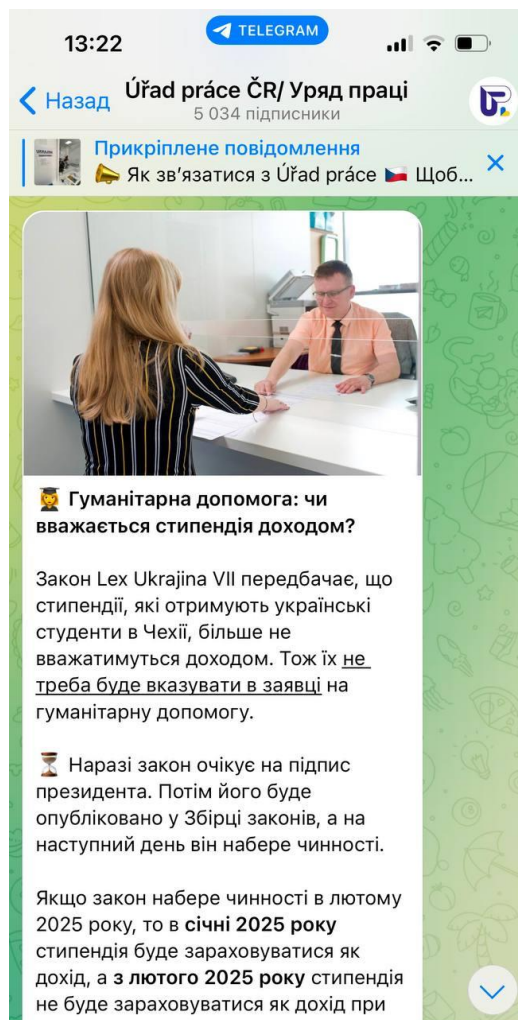 13:22
TELEGRAM
Назад
Úřad práce ČR/ Уряд праці
5 034 підписники
Прикріплене повідомлення
📣 Як зв’язатися з Úřad práce 🇨🇿 Щоб...
👩‍🎓 Гуманітарна допомога: чи
вважається стипендія доходом?
Закон Lex Ukrajina VII передбачає, що
стипендії, які отримують українські
студенти в Чехії, більше не
вважатимуться доходом. Тож їх не
треба буде вказувати в заявці на
гуманітарну допомогу.
⏳ Наразі закон очікує на підпис
президента. Потім його буде
опубліковано у Збірці законів, а на
наступний день він набере чинності.
Якщо закон набере чинності в лютому
2025 року, то в січні 2025 року
стипендія буде зараховуватися як
дохід, а з лютого 2025 року стипендія
не буде зараховуватися як дохід при